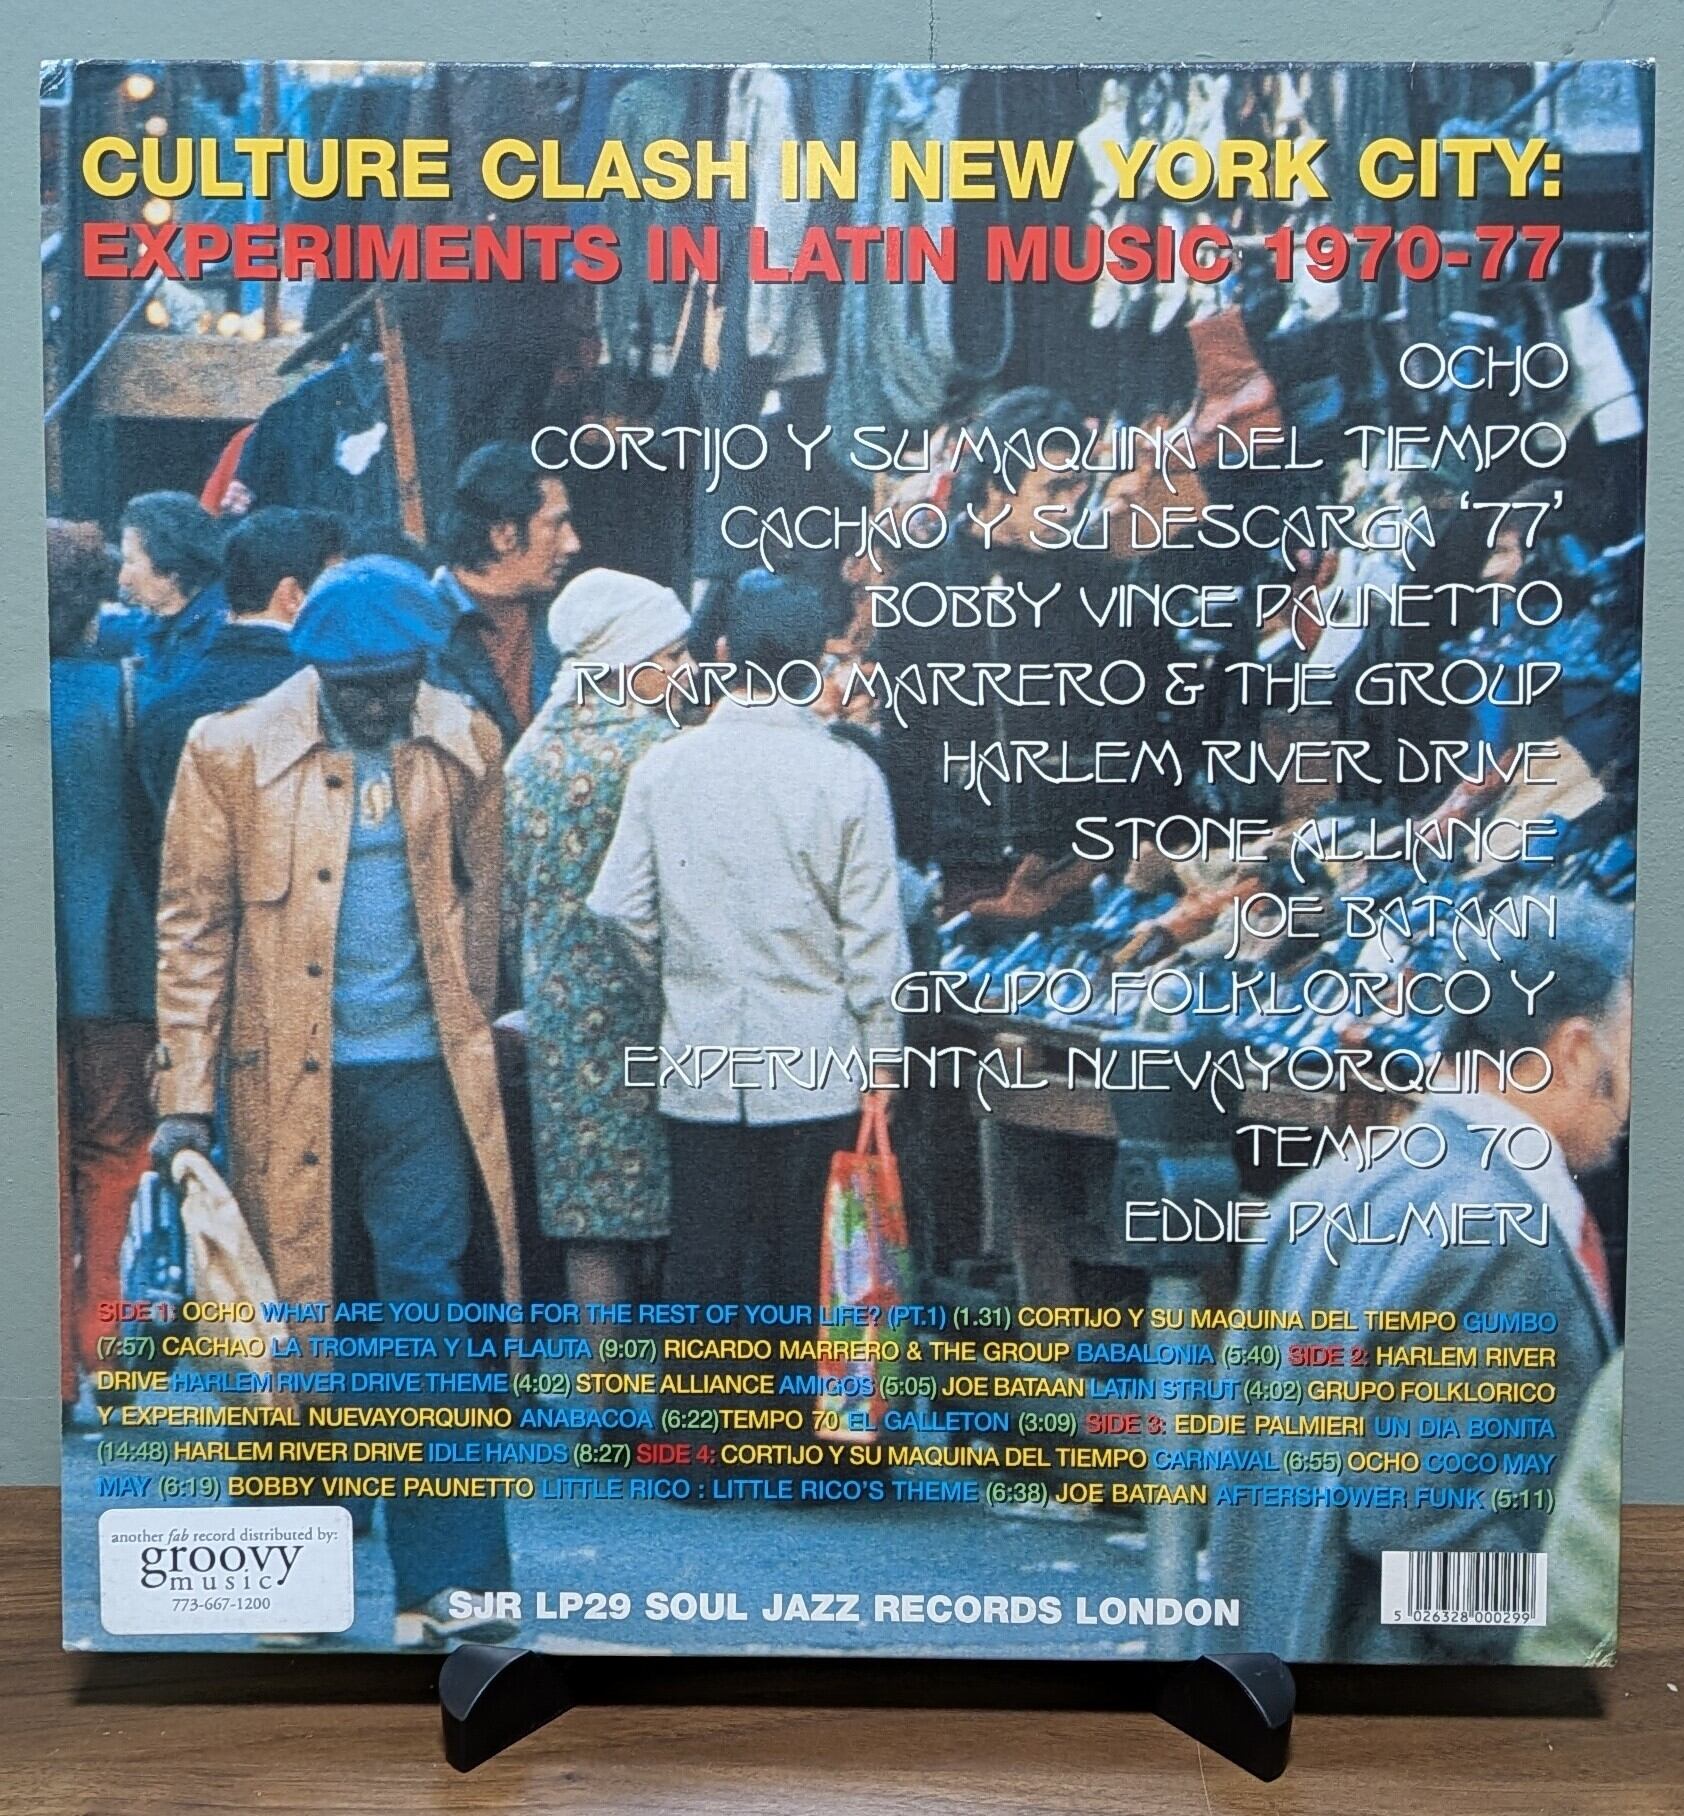 CULTURE CLASH IN NEW YORK CITY:
EXPERIMENTS IN LATIN MUSIC 1970-77
OCHO
CORTIJO Y SU MAQUINA DEL TIEMPO
CACHAO Y SU DESCARGA ‘77’
BOBBY VINCE PAUNETTO
RICARDO MARRERO & THE GROUP
HARLEM RIVER DRIVE
STONE ALLIANCE
JOE BATAAN
GRUPO FOLKLORICO Y
EXPERIMENTAL NUEVAYORQUINO
TEMPO 70
EDDIE PALMIERI
SIDE 1: OCHO WHAT ARE YOU DOING FOR THE REST OF YOUR LIFE? (PT.1) (1.31) CORTIJO Y SU MAQUINA DEL TIEMPO GUMBO
(7:57) CACHAO LA TROMPETA Y LA FLAUTA (9:07) RICARDO MARRERO & THE GROUP BABALONIA (5:40) SIDE 2: HARLEM RIVER
DRIVE HARLEM RIVER DRIVE THEME (4:02) STONE ALLIANCE AMIGOS (5:05) JOE BATAAN LATIN STRUT (4:02) GRUPO FOLKLORICO
Y EXPERIMENTAL NUEVAYORQUINO ANABACOA (6:22)TEMPO 70 EL GALLETON (3:09) SIDE 3: EDDIE PALMIERI UN DIA BONITA
(14:48) HARLEM RIVER DRIVE IDLE HANDS (8:27) SIDE 4: CORTIJO Y SU MAQUINA DEL TIEMPO CARNAVAL (6:55) OCHO COCO MAY
MAY (6:19) BOBBY VINCE PAUNETTO LITTLE RICO : LITTLE RICO’S THEME (6:38) JOE BATAAN AFTERSHOWER FUNK (5:11)
another fab record distributed by:
groovy
music
773-667-1200
SJR LP29 SOUL JAZZ RECORDS LONDON
5 026328 000299